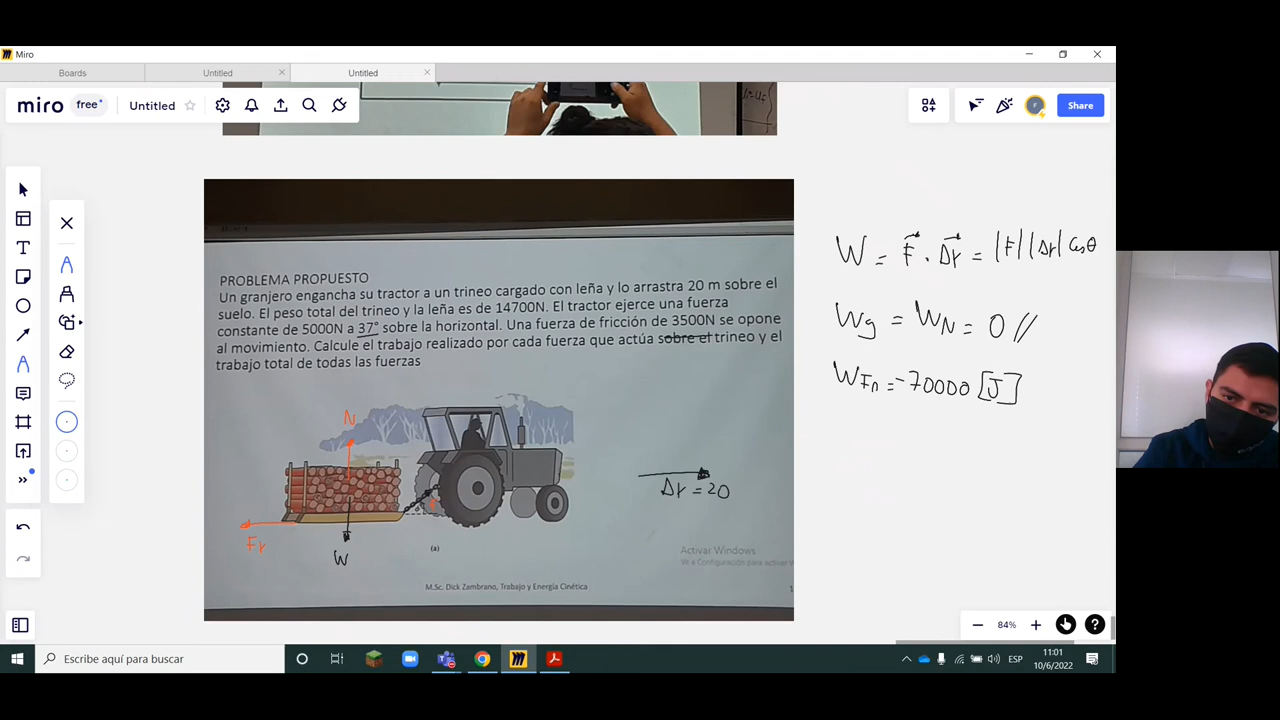 Miro
Boards
Untitled
Untitled
miro
free
Untitled
Share
PROBLEMA PROPUESTO
Un granjero engancha su tractor a un trineo cargado con leña y lo arrastra 20 m sobre el
suelo. El peso total del trineo y la leña es de 14700N. El tractor ejerce una fuerza
constante de 5000N a 37° sobre la horizontal. Una fuerza de fricción de 3500N se opone
al movimiento. Calcule el trabajo realizado por cada fuerza que actúa sobre el trineo y el
trabajo total de todas las fuerzas
N
Fr
W
(a)
Δr = 20
Activar Windows
Ve a Configuración para activar W
M.Sc. Dick Zambrano, Trabajo y Energía Cinética
W = F⃗ . Δr⃗ = |F| |Δr| Cos θ
Wg = WN = 0 //
= -70000 [J]
84%
Escribe aquí para buscar
ESP
11:01
10/6/2022